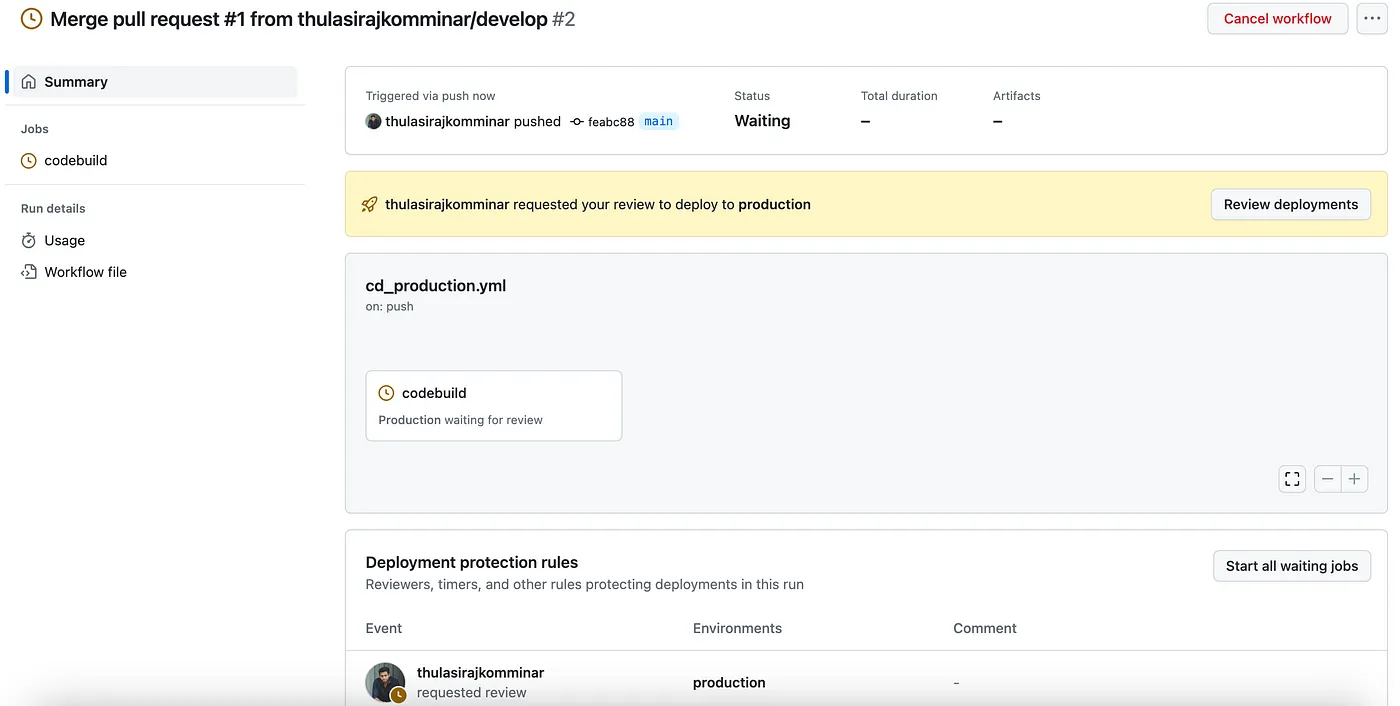 Merge pull request #1 from thulasirajkomminar/develop #2
Cancel workflow
Summary
Jobs
codebuild
Run details
Usage
Workflow file
Triggered via push now
thulasirajkomminar pushed feabc88 main
Status
Waiting
Total duration
–
Artifacts
–
thulasirajkomminar requested your review to deploy to production
Review deployments
cd_production.yml
on: push
codebuild
Production waiting for review
Deployment protection rules
Reviewers, timers, and other rules protecting deployments in this run
Start all waiting jobs
Event Environments Comment
thulasirajkomminar
requested review
production
-